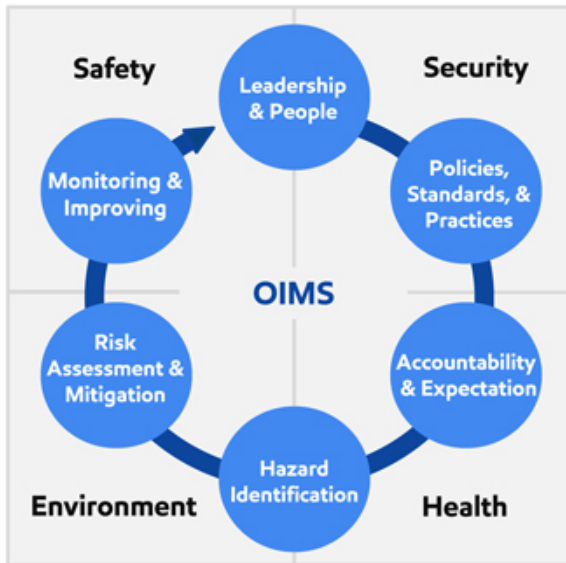 Safety
Security
Leadership
& People
Policies,
Standards, &
Practices
Accountability
& Expectation
Hazard
Identification
Risk
Assessment &
Mitigation
Monitoring &
Improving
OIMS
Environment
Health